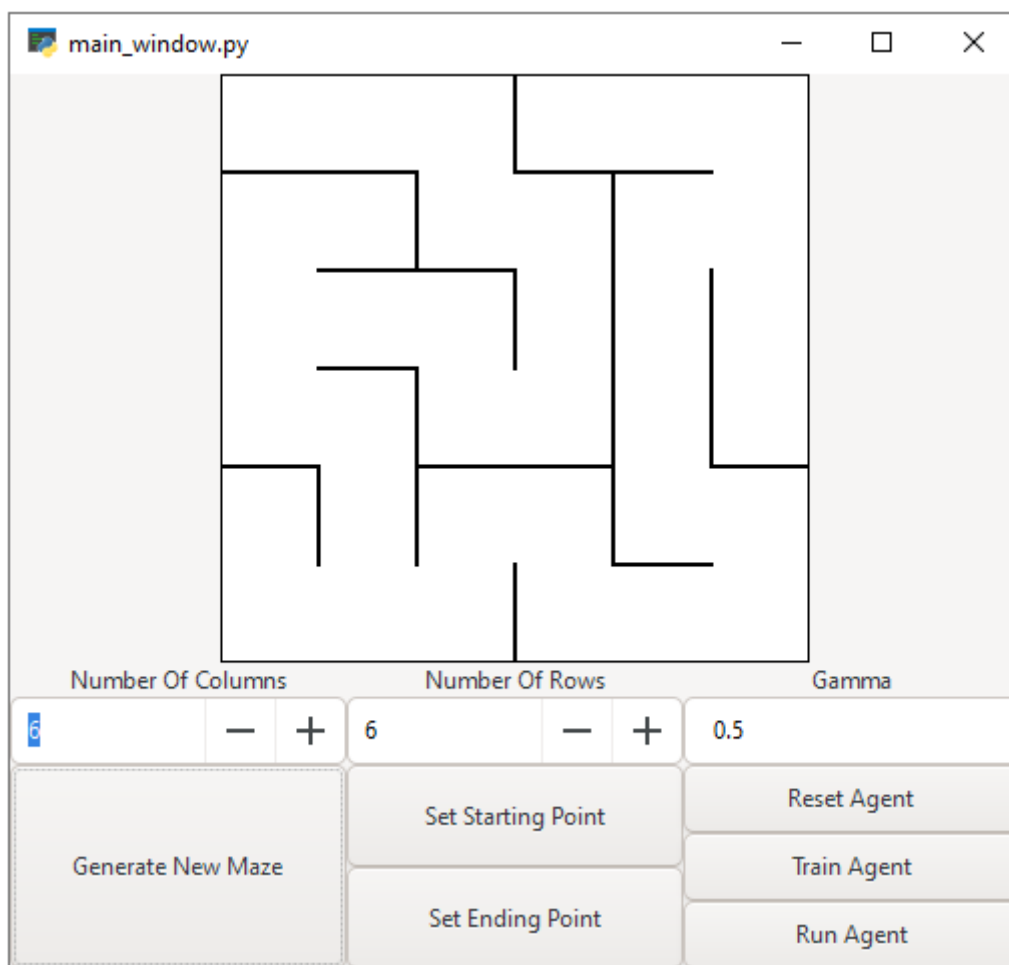 main_window.py
Number Of Columns
Number Of Rows
Gamma
6
6
0.5
Generate New Maze
Set Starting Point
Set Ending Point
Reset Agent
Train Agent
Run Agent